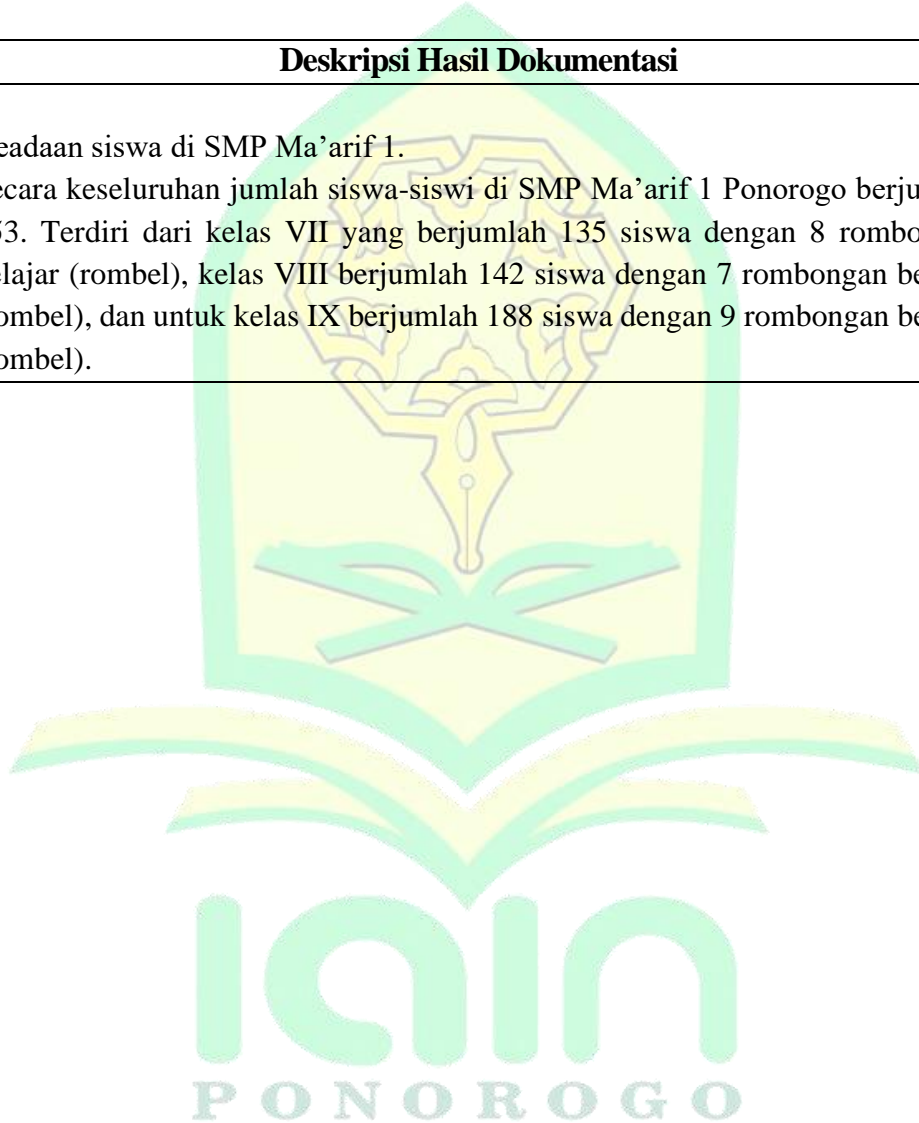 Deskripsi Hasil Dokumentasi
eadaan siswa di SMP Ma’arif 1.
ecara keseluruhan jumlah siswa-siswi di SMP Ma’arif 1 Ponorogo berju
53. Terdiri dari kelas VII yang berjumlah 135 siswa dengan 8 rombo
elajar (rombel), kelas VIII berjumlah 142 siswa dengan 7 rombongan be
ombel), dan untuk kelas IX berjumlah 188 siswa dengan 9 rombongan be
ombel).
iain
PONOROGO